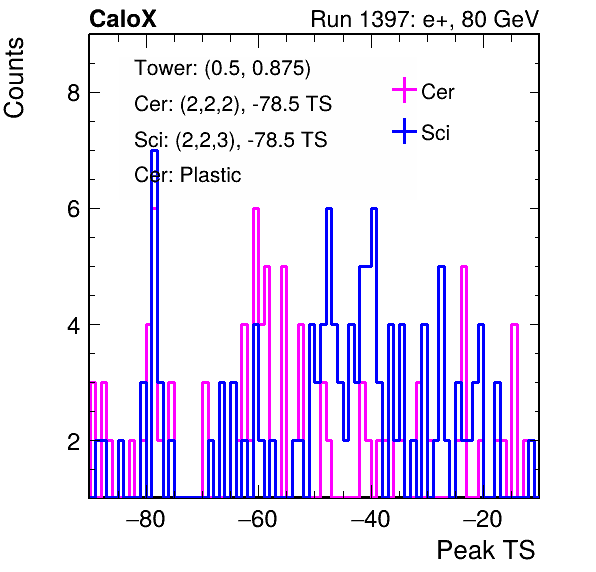 CaloX Run 1397: e+, 80 GeV
Counts
Tower: (0.5, 0.875)
Cer: (2,2,2), -78.5 TS
Sci: (2,2,3), -78.5 TS
Cer: Plastic
Cer
Sci
8
6
4
2
−80 −60 −40 −20
Peak TS